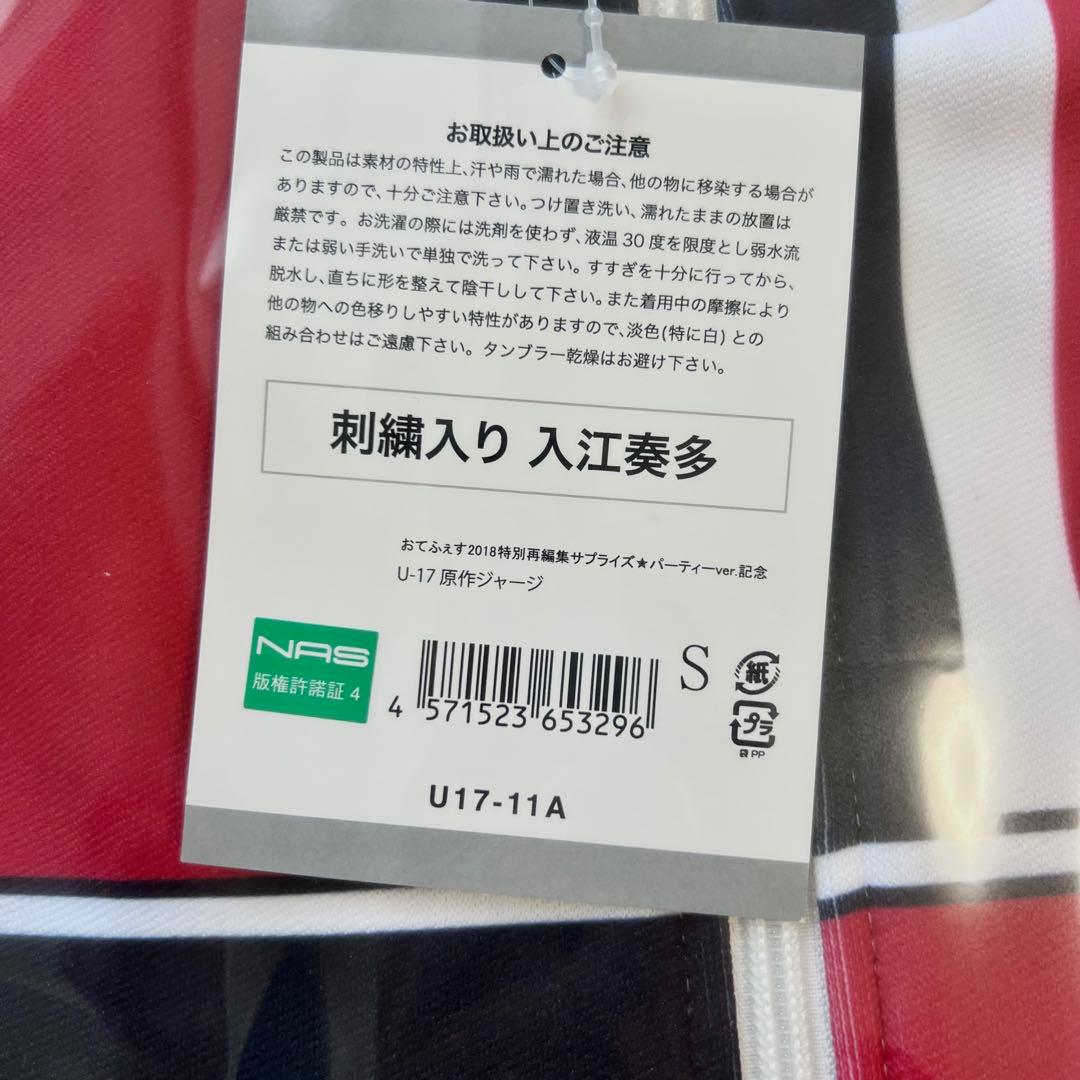 お取扱い上のご注意
この製品は素材の特性上、汗や雨で濡れた場合、他の物に移染する場合が
ありますので、十分ご注意下さい。つけ置き洗い、濡れたままの放置は
厳禁です。お洗濯の際には洗剤を使わず、液温 30 度を限度とし弱水流
または弱い手洗いで単独で洗って下さい。すすぎを十分に行ってから、
脱水し、直ちに形を整えて陰干しして下さい。また着用中の摩擦により
他の物への色移りしやすい特性がありますので、淡色(特に白) との
組み合わせはご遠慮下さい。タンブラー乾燥はお避け下さい。
刺繍入り 入江奏多
おてふぇす2018特別再編集サプライズ★パーティーver.記念
U-17 原作ジャージ
NAS
版権許諾証 4
4 571523 653296
S
紙
プラ
袋 PP
U17-11A